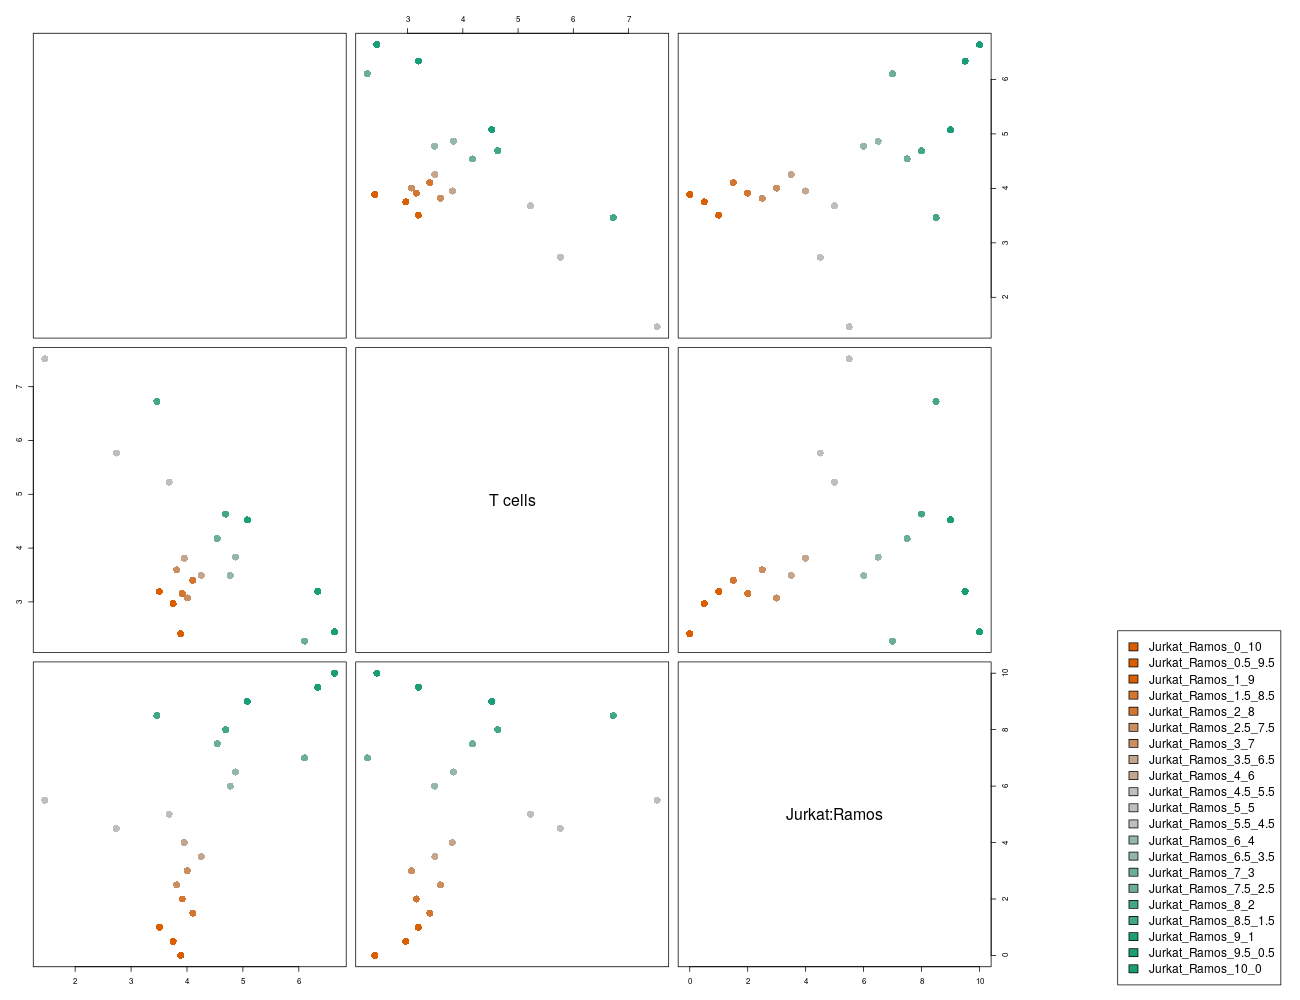 3 4 5 6 7
6
5
4
3
2
7
6
5
4
3
T cells
10
8
6
4
2
0
Jurkat:Ramos
2 3 4 5 6
0 2 4 6 8 10
Jurkat_Ramos_0_10
Jurkat_Ramos_0.5_9.5
Jurkat_Ramos_1_9
Jurkat_Ramos_1.5_8.5
Jurkat_Ramos_2_8
Jurkat_Ramos_2.5_7.5
Jurkat_Ramos_3_7
Jurkat_Ramos_3.5_6.5
Jurkat_Ramos_4_6
Jurkat_Ramos_4.5_5.5
Jurkat_Ramos_5_5
Jurkat_Ramos_5.5_4.5
Jurkat_Ramos_6_4
Jurkat_Ramos_6.5_3.5
Jurkat_Ramos_7_3
Jurkat_Ramos_7.5_2.5
Jurkat_Ramos_8_2
Jurkat_Ramos_8.5_1.5
Jurkat_Ramos_9_1
Jurkat_Ramos_9.5_0.5
Jurkat_Ramos_10_0